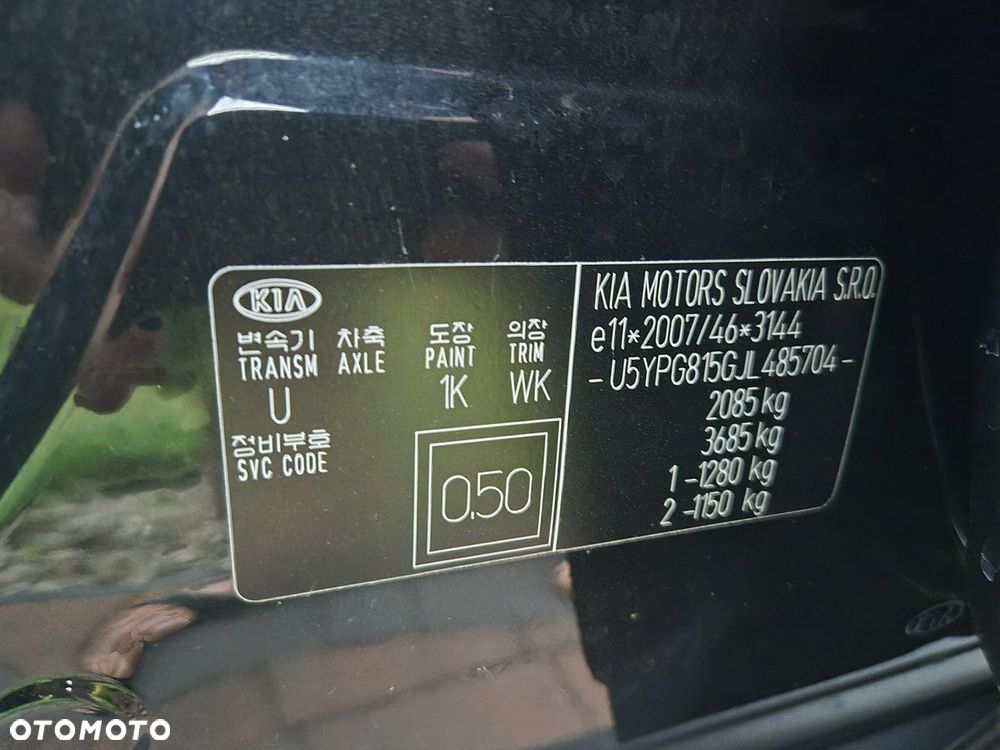 KIA
변속기 차축 도장 의장
TRANSM AXLE PAINT TRIM
U 1K WK
정비부호
SVC CODE
0.50
KIA MOTORS SLOVAKIA S.R.O.
e11*2007/46*3144
- U5YPG815GJL485704 -
2085 kg
3685 kg
1 -1280 kg
2 -1150 kg
KIA
OTOMOTO